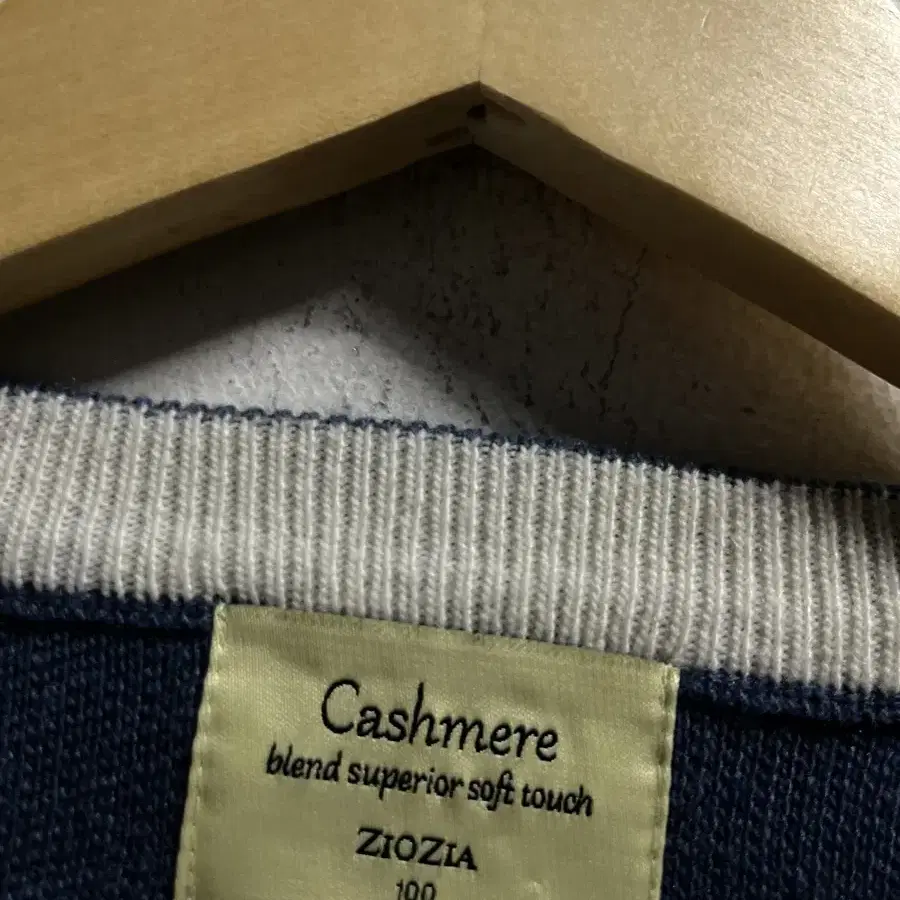 Cashmere
blend superior soft touch
ZIOZIA
100